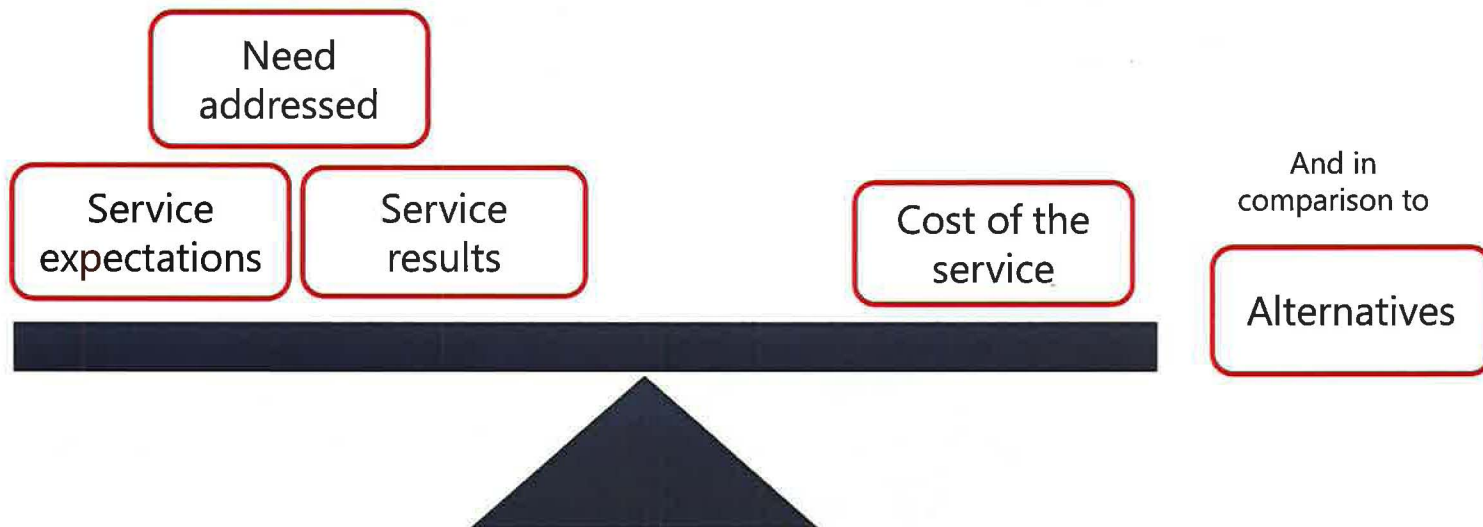 Need
addressed
Service
expectations
Service
results
Cost of the
service
And in
comparison to
Alternatives